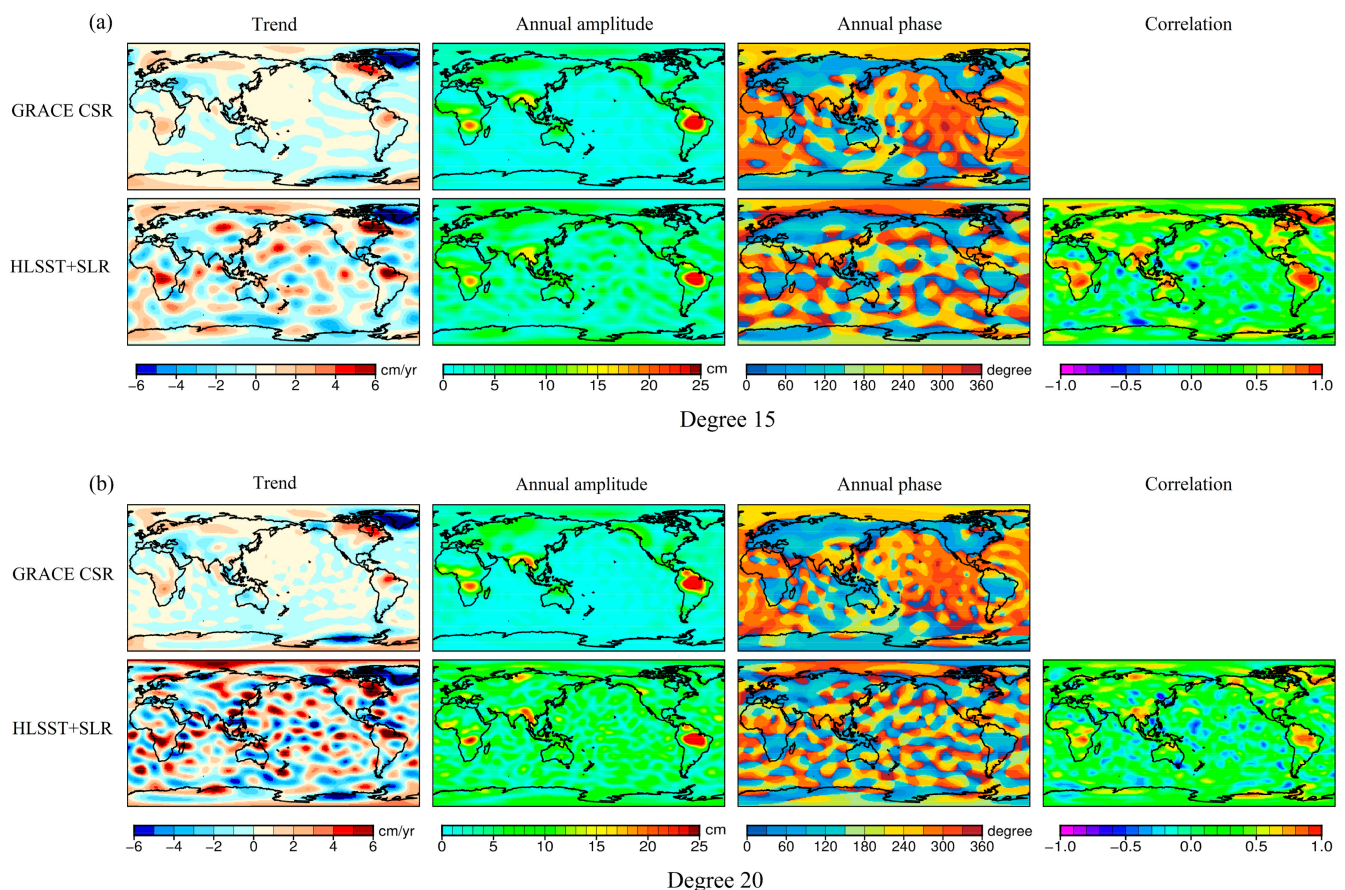 (a) Trend Annual amplitude Annual phase Correlation
GRACE CSR
HLSST+SLR
cm/yr cm degree
−6 −4 −2 0 2 4 6 0 5 10 15 20 25 0 60 120 180 240 300 360 −1.0 −0.5 0.0 0.5 1.0
Degree 15
(b) Trend Annual amplitude Annual phase Correlation
GRACE CSR
HLSST+SLR
cm/yr cm degree
−6 −4 −2 0 2 4 6 0 5 10 15 20 25 0 60 120 180 240 300 360 −1.0 −0.5 0.0 0.5 1.0
Degree 20